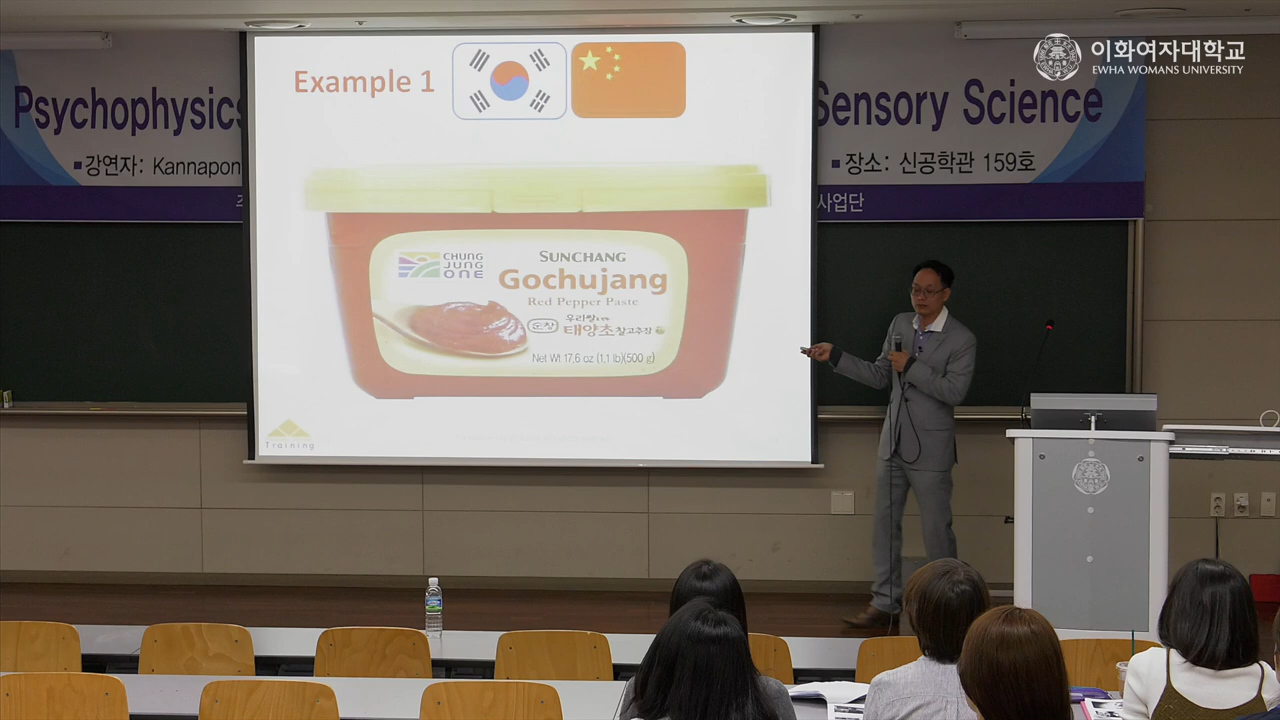 이화여자대학교
EWHA WOMANS UNIVERSITY
Psychophysics
Sensory Science
강연자: Kannapon
장소: 신공학관 159호
사업단
Example 1
CHUNG
JUNG
ONE
SUNCHANG
Gochujang
Red Pepper Paste
우리쌀로만든
순창 태양초찰고추장
Net Wt 17.6 oz (1.1 lb)(500 g)
Training